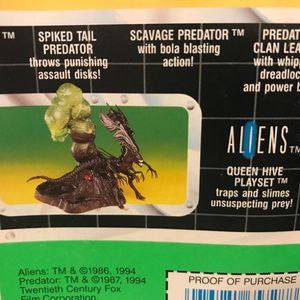 TM
SPIKED TAIL
PREDATOR
throws punishing
assault disks!
SCAVAGE PREDATOR™
with bola blasting
action!
PREDAT
CLAN LEA
with whipp
dreadloc
and power b
ALIENS™
QUEEN HIVE
PLAYSET™
traps and slimes
unsuspecting prey!
Aliens: TM & ©1986, 1994
Predator: TM & ©1987, 1994
Twentieth Century Fox
Film Corporation
PROOF OF PURCHASE